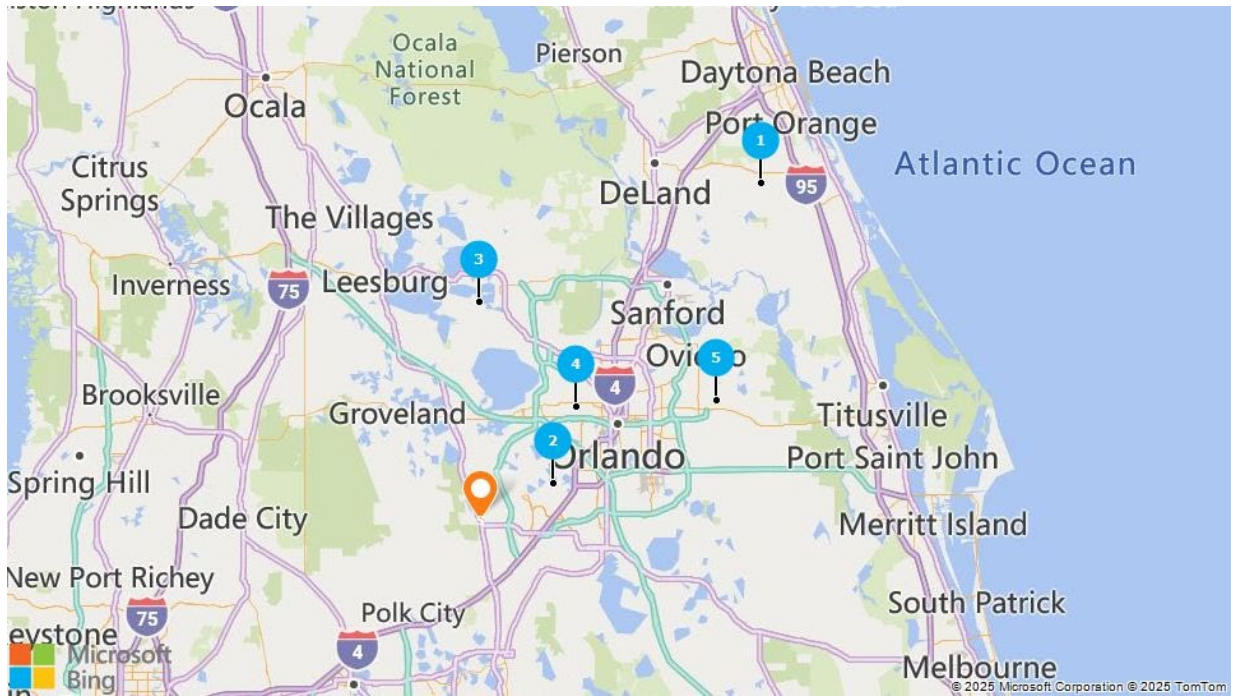 Ocala
National
Forest
Pierson
Daytona Beach
Ocala
Port Orange
1
Citrus
Springs
Atlantic Ocean
DeLand
95
The Villages
3
Inverness
75
Leesburg
Sanford
4
4
Oviedo
5
Brooksville
Groveland
Titusville
2
Orlando
Port Saint John
Spring Hill
Dade City
Merritt Island
New Port Richey
75
Polk City
South Patrick
eystone
4
Microsoft
Bing
Melbourne
© 2025 Microsoft Corporation © 2025 TomTom